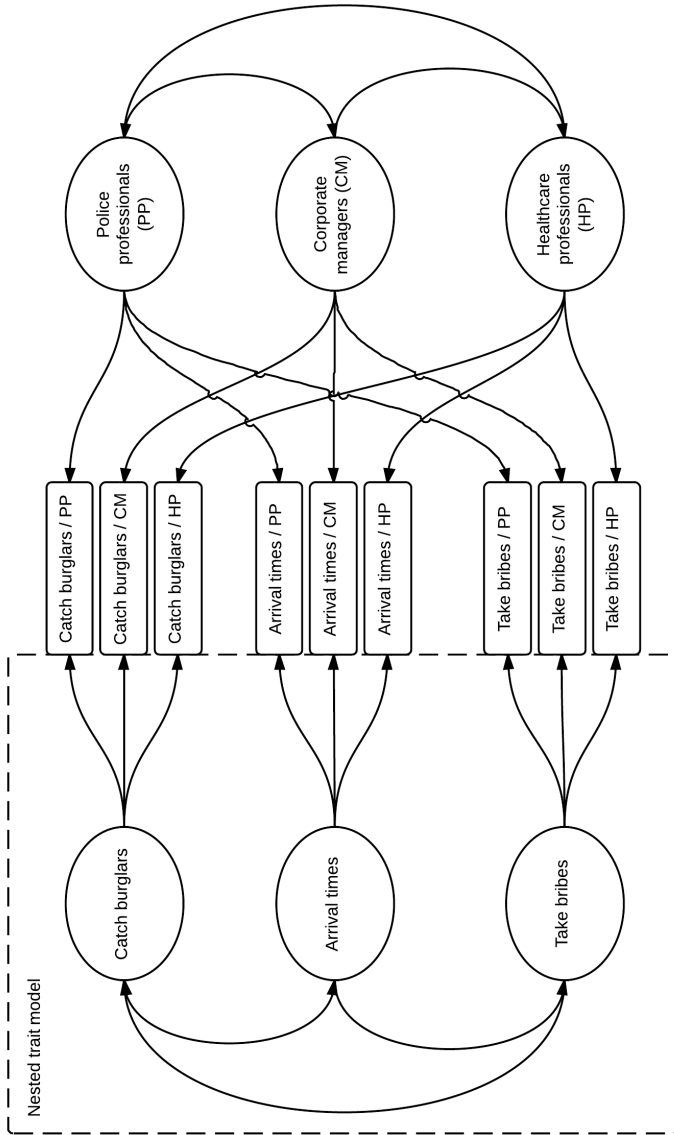 Nested trait model
Catch burglars
Arrival times
Take bribes
Catch burglars / PP
Catch burglars / CM
Catch burglars / HP
Arrival times / PP
Arrival times / CM
Arrival times / HP
Take bribes / PP
Take bribes / CM
Take bribes / HP
Police
professionals
(PP)
Corporate
managers (CM)
Healthcare
professionals
(HP)